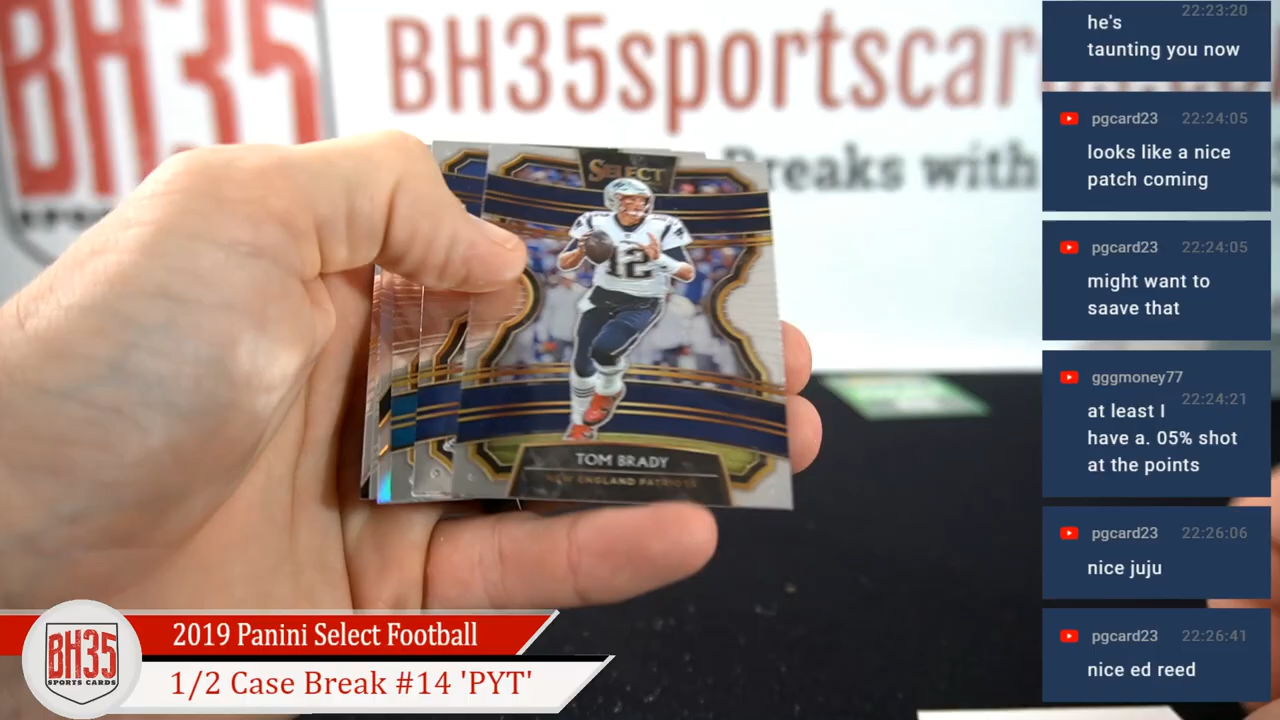 BH35
SPORTS
BH35sportscar
Breaks with
SELECT
12
TOM BRADY
NEW ENGLAND PATRIOTS
22:23:20
he's
taunting you now
pgcard23 22:24:05
looks like a nice
patch coming
pgcard23 22:24:05
might want to
saave that
gggmoney77
22:24:21
at least I
have a. 05% shot
at the points
pgcard23 22:26:06
nice juju
pgcard23 22:26:41
nice ed reed
BH35
SPORTS CARDS
2019 Panini Select Football
1/2 Case Break #14 'PYT'